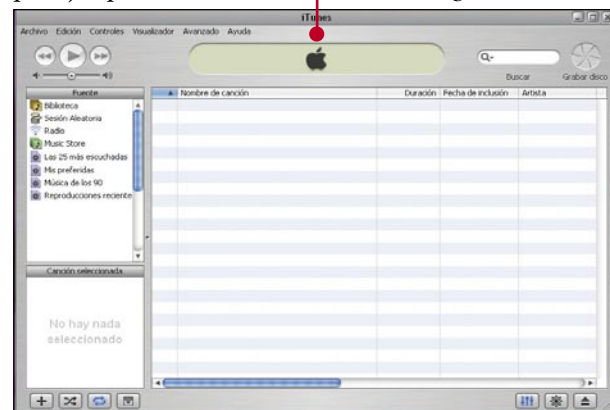 iTunes
Archivo Edición Controles Visualizador Avanzado Ayuda
Buscar
Grabar disco
Fuente
Nombre de canción Duración Fecha de inclusión Artista
Biblioteca
Sesión Aleatoria
Radio
Music Store
Las 25 más escuchadas
Mis preferidas
Música de los 90
Reproducciones reciente
Canción seleccionada
No hay nada
seleccionado